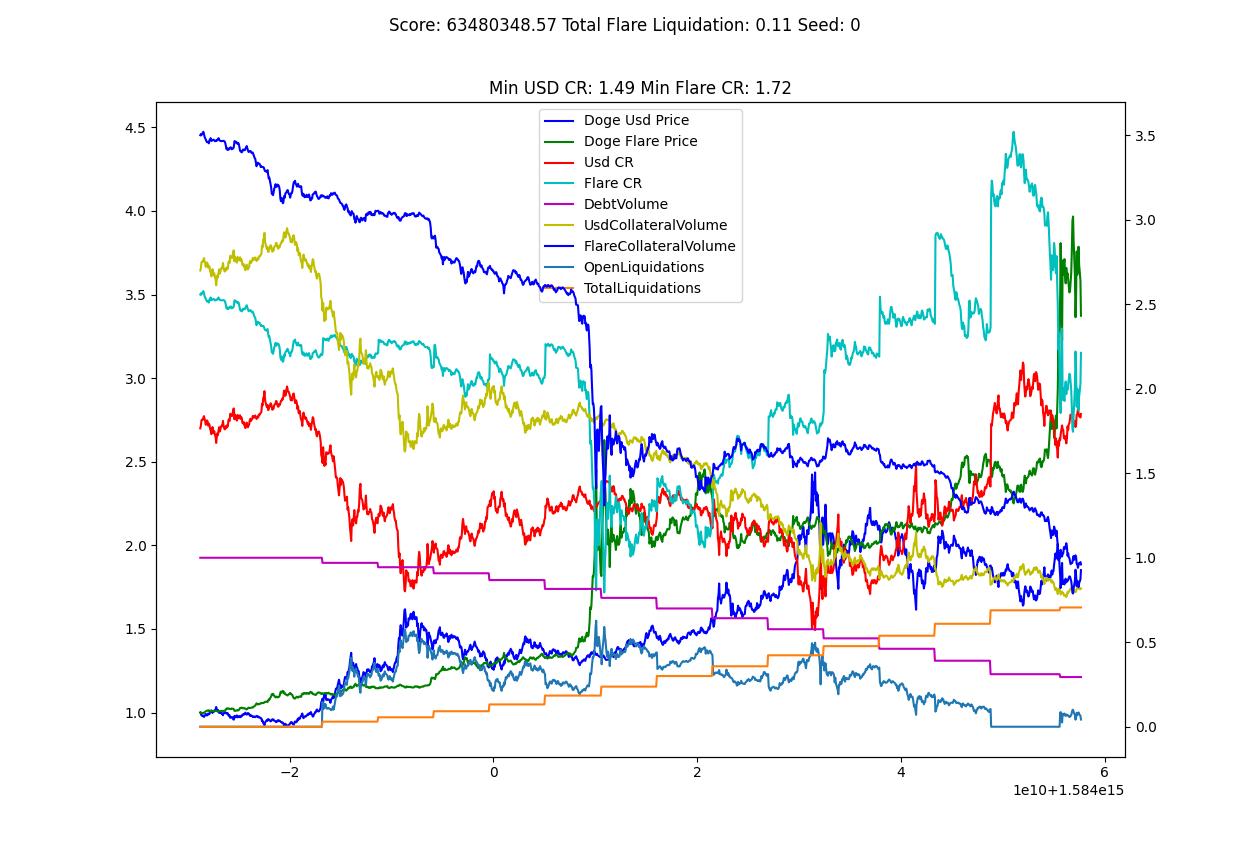 Score: 63480348.57 Total Flare Liquidation: 0.11 Seed: 0
Min USD CR: 1.49 Min Flare CR: 1.72
Doge Usd Price
Doge Flare Price
Usd CR
Flare CR
DebtVolume
UsdCollateralVolume
FlareCollateralVolume
OpenLiquidations
TotalLiquidations
4.5
4.0
3.5
3.0
2.5
2.0
1.5
1.0
3.5
3.0
2.5
2.0
1.5
1.0
0.5
0.0
−2
0
2
4
6
1e10+1.584e15